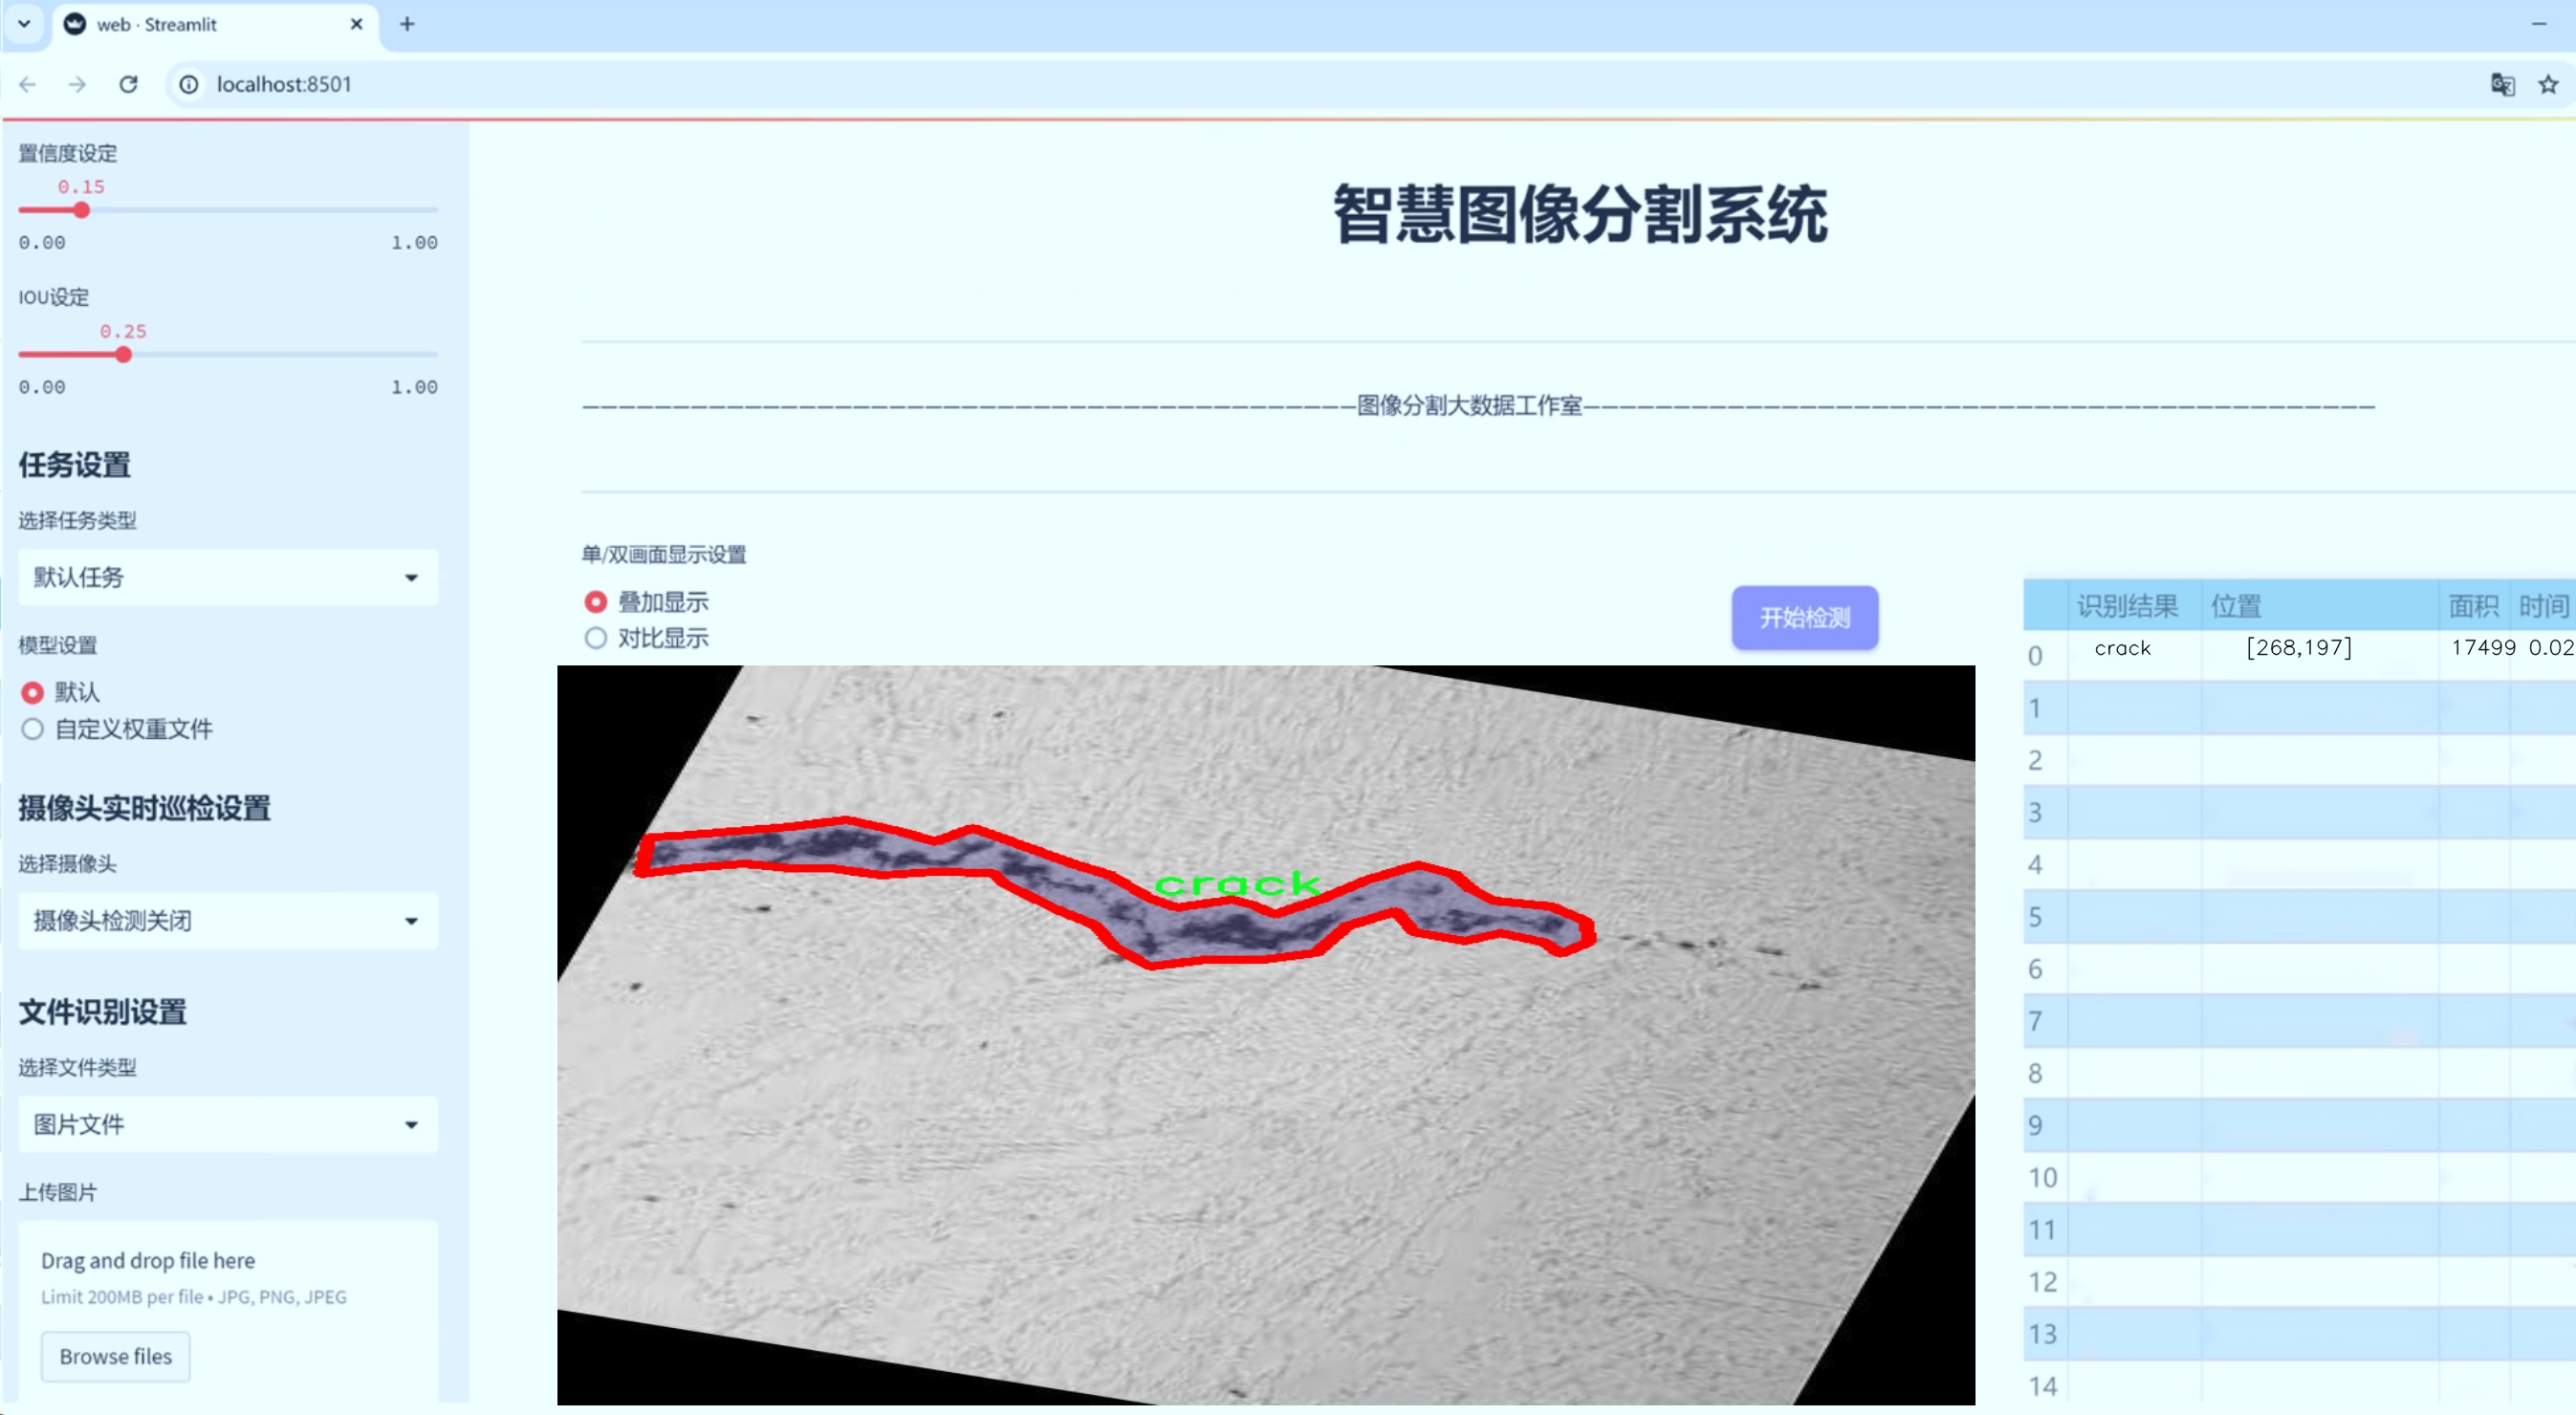 web · Streamlit
localhost:8501
置信度设定
0.15
0.00 1.00
IOU设定
0.25
0.00 1.00
任务设置
选择任务类型
默认任务
模型设置
默认
自定义权重文件
摄像头实时巡检设置
选择摄像头
摄像头检测关闭
文件识别设置
选择文件类型
图片文件
上传图片
Drag and drop file here
Limit 200MB per file • JPG, PNG, JPEG
Browse files
智慧图像分割系统
———————————————————————————————————————————图像分割大数据工作室————————————————————————————————————————————
单/双画面显示设置
叠加显示
对比显示
开始检测
crack
识别结果 位置 面积 时间
0 crack [268,197] 17499 0.02
1
2
3
4
5
6
7
8
9
10
11
12
13
14